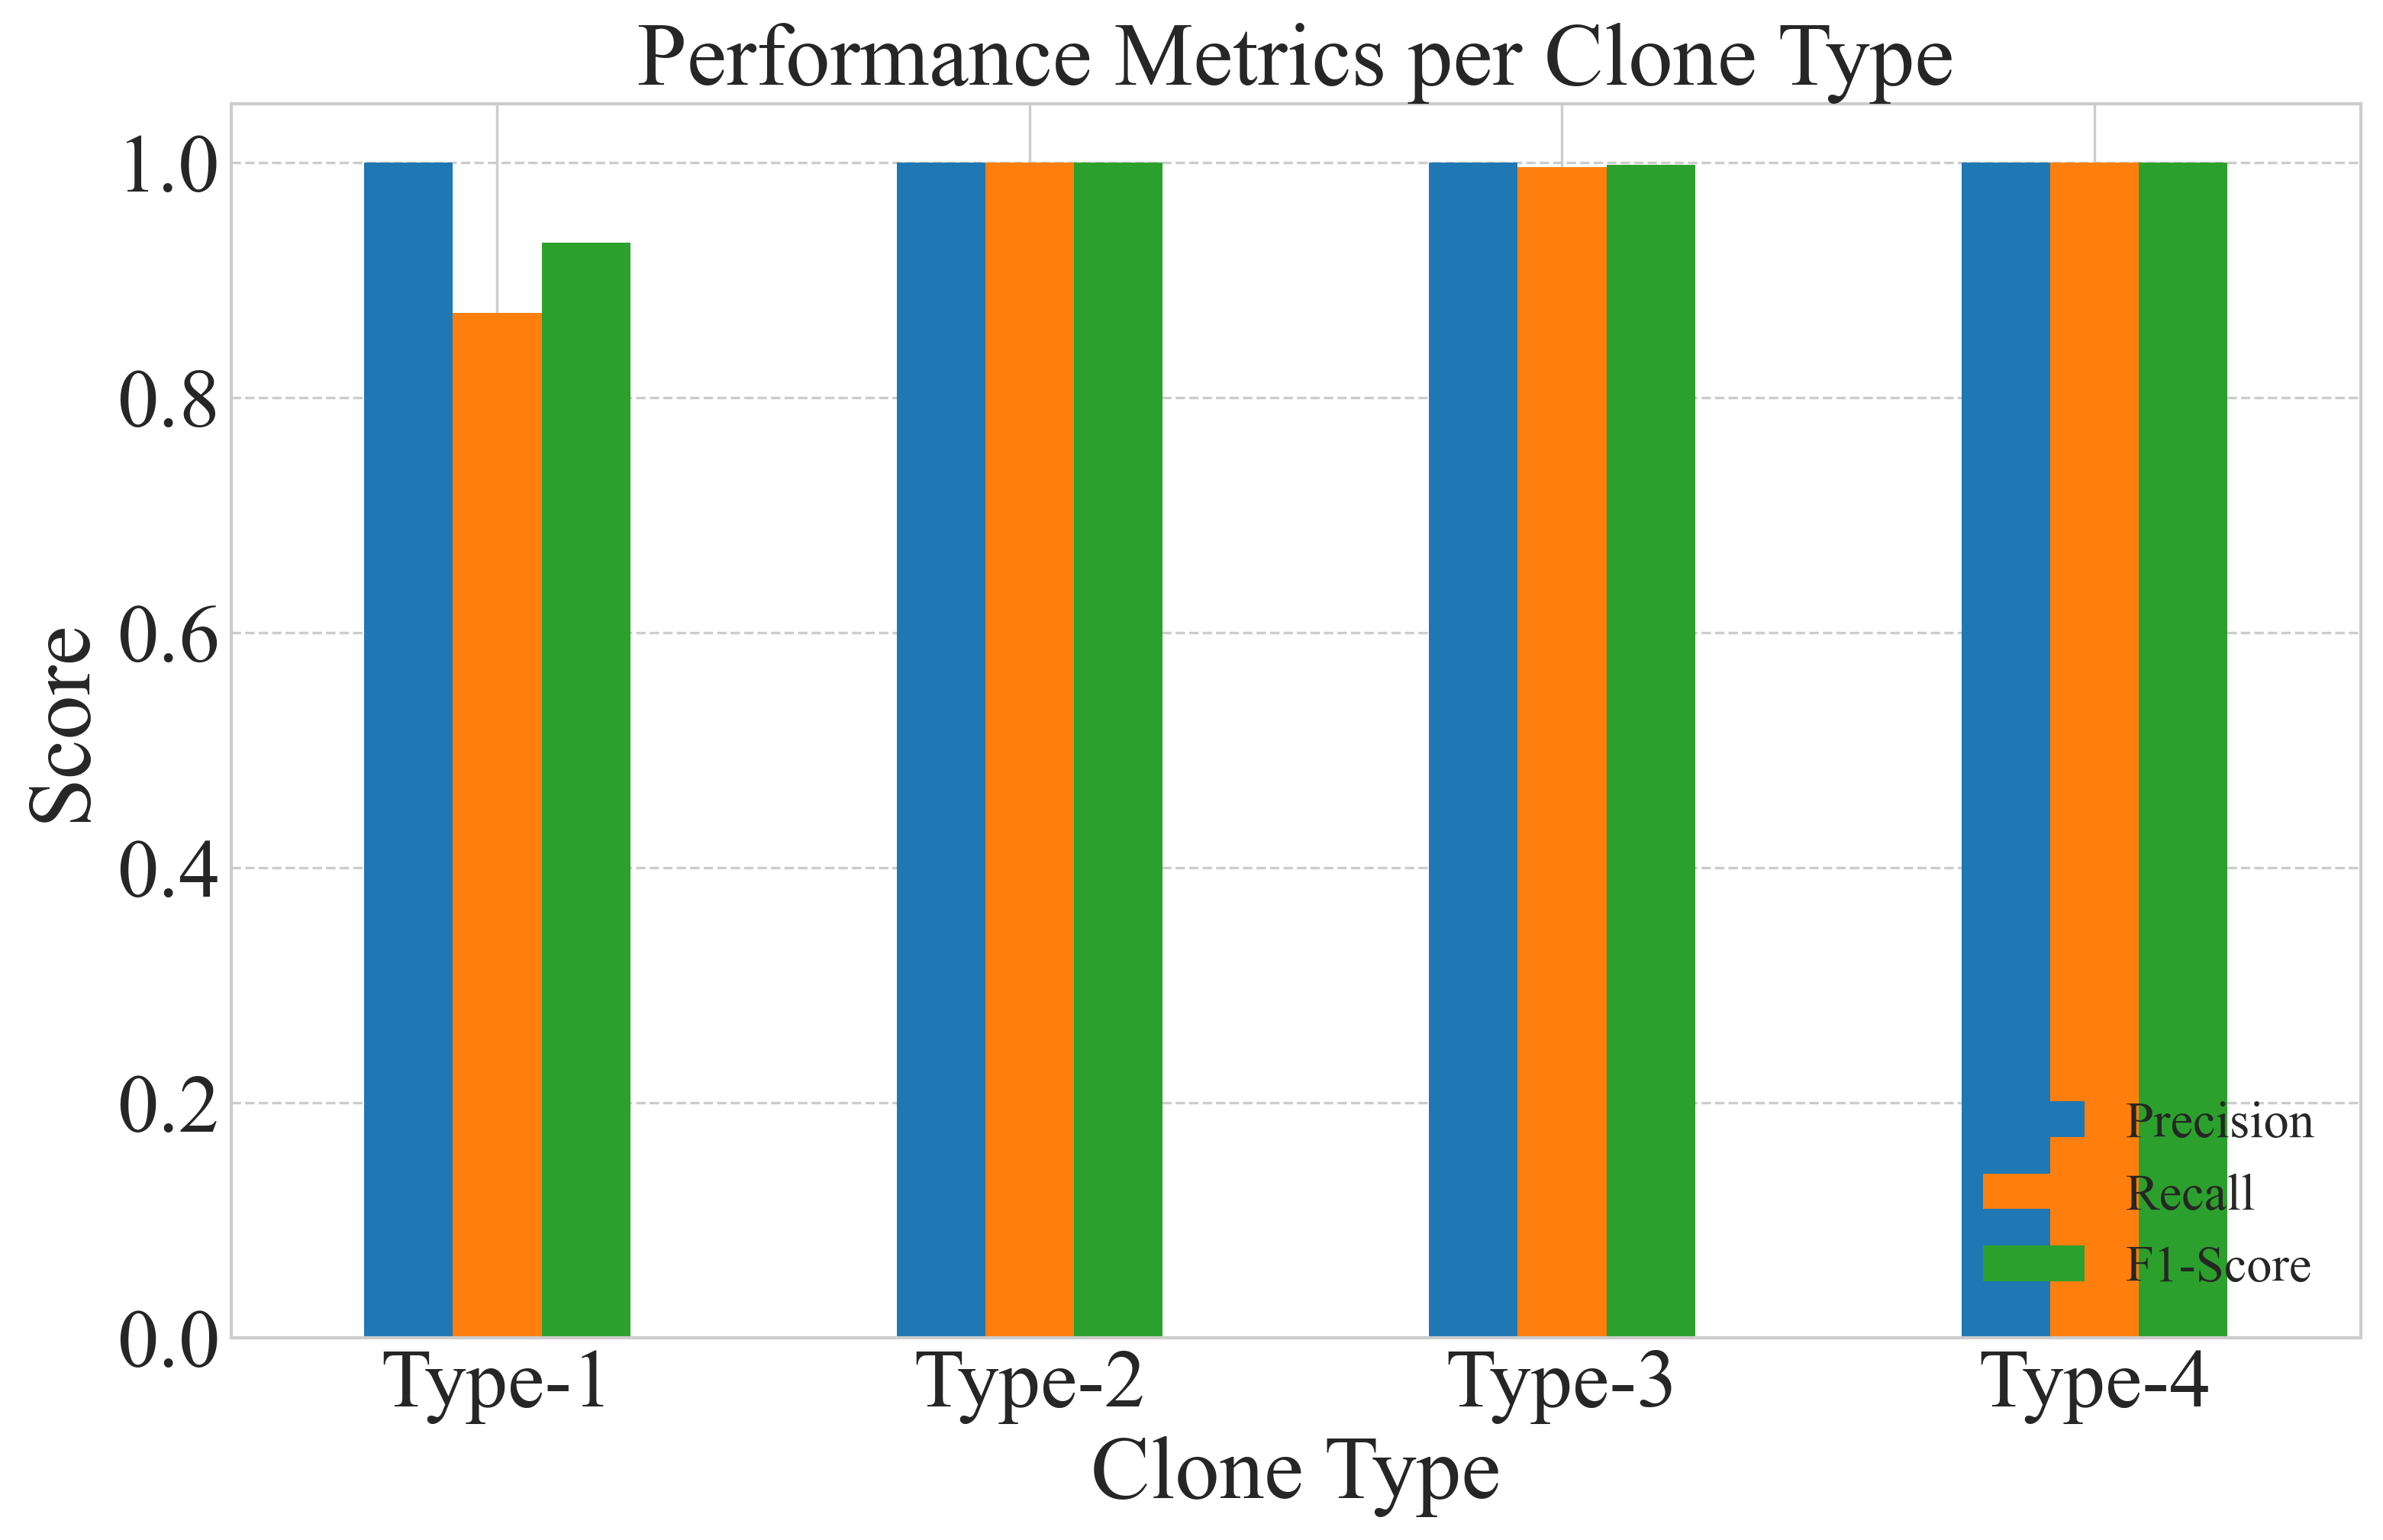 Performance Metrics per Clone Type
1.0
0.8
0.6
0.4
0.2
0.0
Score
Type-1
Type-2
Type-3
Type-4
Clone Type
Precision
Recall
F1-Score